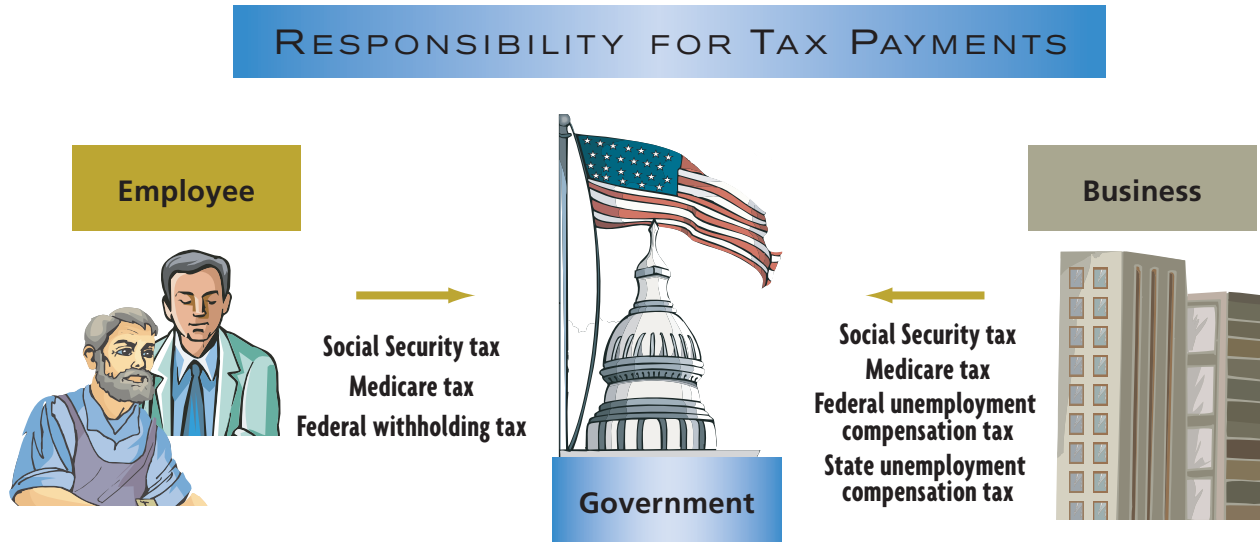 RESPONSIBILITY FOR TAX PAYMENTS
Employee
Social Security tax
Medicare tax
Federal withholding tax
Government
Business
Social Security tax
Medicare tax
Federal unemployment
compensation tax
State unemployment
compensation tax